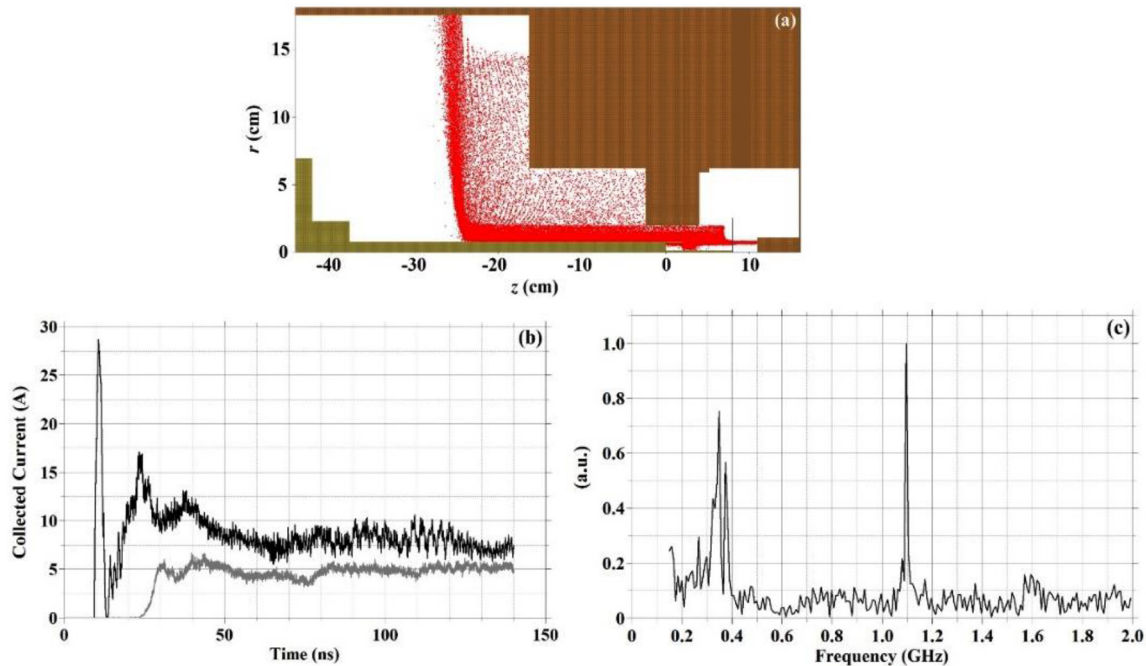 (a)
15
10
5
0
r (cm)
-40 -30 -20 -10 0 10
z (cm)
(b)
30
25
20
15
10
5
0
Collected Current (A)
0 50 100 150
Time (ns)
(c)
1.0
0.8
0.6
0.4
0.2
0
(a.u.)
0 0.2 0.4 0.6 0.8 1.0 1.2 1.4 1.6 1.8 2.0
Frequency (GHz)